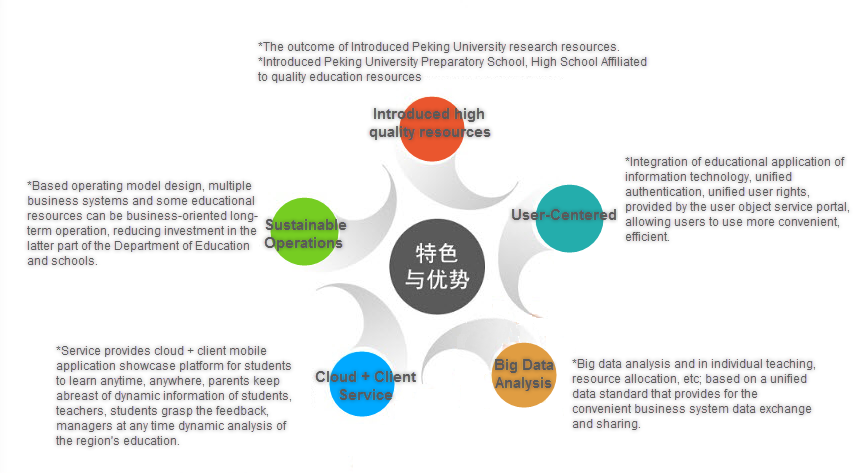 *The outcome of Introduced Peking University research resources.
*Introduced Peking University Preparatory School, High School Affiliated
to quality education resources
Introduced high
quality resources
*Integration of educational application of
information technology, unified
authentication, unified user rights,
provided by the user object service portal,
allowing users to use more convenient,
efficient.
User-Centered
*Based operating model design, multiple
business systems and some educational
resources can be business-oriented long-
term operation, reducing investment in the
latter part of the Department of Education
and schools.
Sustainable
Operations
特色
与优势
*Service provides cloud + client mobile
application showcase platform for students
to learn anytime, anywhere, parents keep
abreast of dynamic information of students,
teachers, students grasp the feedback,
managers at any time dynamic analysis of
the region's education.
Cloud + Client
Service
Big Data
Analysis
*Big data analysis and in individual teaching,
resource allocation, etc; based on a unified
data standard that provides for the
convenient business system data exchange
and sharing.